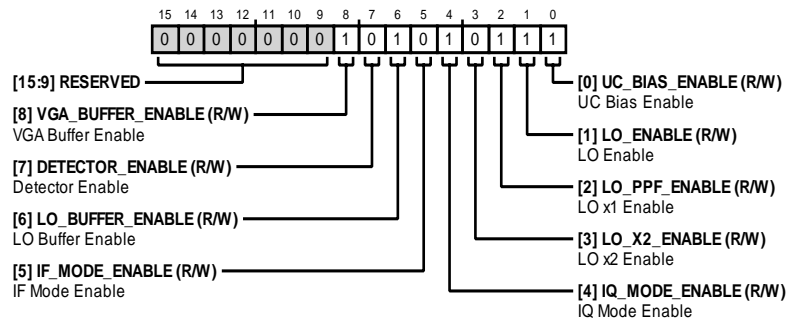 15 14 13 12 11 10 9 8 7 6 5 4 3 2 1 0
0 0 0 0 0 0 0 1 0 1 0 1 0 1 1 1
[15:9] RESERVED
[8] VGA_BUFFER_ENABLE (R/W)
VGA Buffer Enable
[7] DETECTOR_ENABLE (R/W)
Detector Enable
[6] LO_BUFFER_ENABLE (R/W)
LO Buffer Enable
[5] IF_MODE_ENABLE (R/W)
IF Mode Enable
[0] UC_BIAS_ENABLE (R/W)
UC Bias Enable
[1] LO_ENABLE (R/W)
LO Enable
[2] LO_PPF_ENABLE (R/W)
LO x1 Enable
[3] LO_X2_ENABLE (R/W)
LO x2 Enable
[4] IQ_MODE_ENABLE (R/W)
IQ Mode Enable